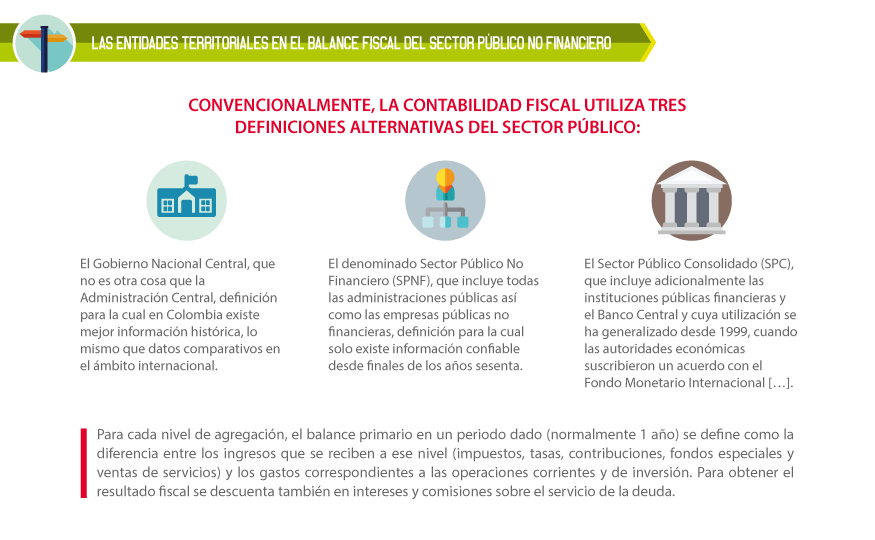 LAS ENTIDADES TERRITORIALES EN EL BALANCE FISCAL DEL SECTOR PÚBLICO NO FINANCIERO
CONVENCIONALMENTE, LA CONTABILIDAD FISCAL UTILIZA TRES
DEFINICIONES ALTERNATIVAS DEL SECTOR PÚBLICO:
El Gobierno Nacional Central, que
no es otra cosa que la
Administración Central, definición
para la cual en Colombia existe
mejor información histórica, lo
mismo que datos comparativos en
el ámbito internacional.
El denominado Sector Público No
Financiero (SPNF), que incluye todas
las administraciones públicas así
como las empresas públicas no
financieras, definición para la cual
solo existe información confiable
desde finales de los años sesenta.
El Sector Público Consolidado (SPC),
que incluye adicionalmente las
instituciones públicas financieras y
el Banco Central y cuya utilización se
ha generalizado desde 1999, cuando
las autoridades económicas
suscribieron un acuerdo con el
Fondo Monetario Internacional […].
Para cada nivel de agregación, el balance primario en un periodo dado (normalmente 1 año) se define como la
diferencia entre los ingresos que se reciben a ese nivel (impuestos, tasas, contribuciones, fondos especiales y
ventas de servicios) y los gastos correspondientes a las operaciones corrientes y de inversión. Para obtener el
resultado fiscal se descuenta también en intereses y comisiones sobre el servicio de la deuda.